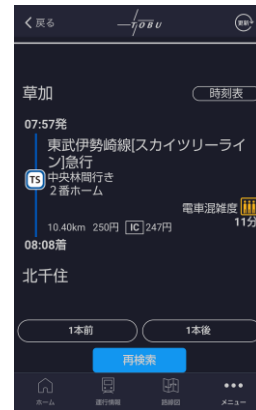 戻る
TOBU
更新
草加
時刻表
07:57発
東武伊勢崎線[スカイツリーライ
ン]急行
TS
中央林間行き
2番ホーム
電車混雑度
11分
10.40km 250円 IC 247円
08:08着
北千住
1本前
1本後
再検索
ホーム
運行情報
路線図
メニュー